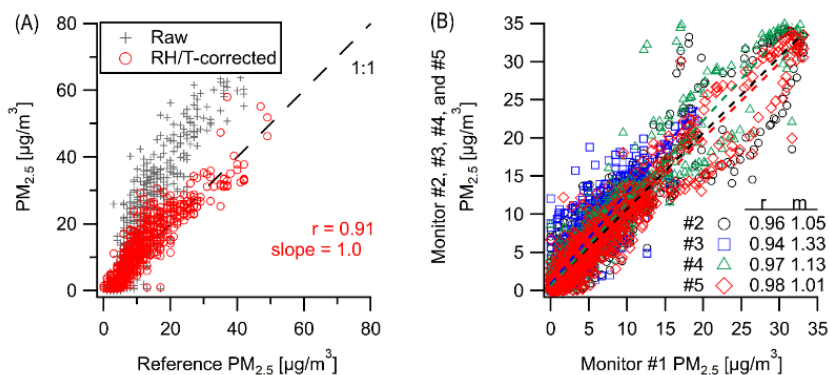 (A)
80
60
40
20
0
PM2.5 [µg/m3]
Raw
RH/T-corrected
1:1
r = 0.91
slope = 1.0
0 20 40 60 80
Reference PM2.5 [µg/m3]
(B)
35
30
25
20
15
10
5
0
Monitor #2, #3, #4, and #5
PM2.5 [µg/m3]
r m
#2 0.96 1.05
#3 0.94 1.33
#4 0.97 1.13
#5 0.98 1.01
0 5 10 15 20 25 30 35
Monitor #1 PM2.5 [µg/m3]